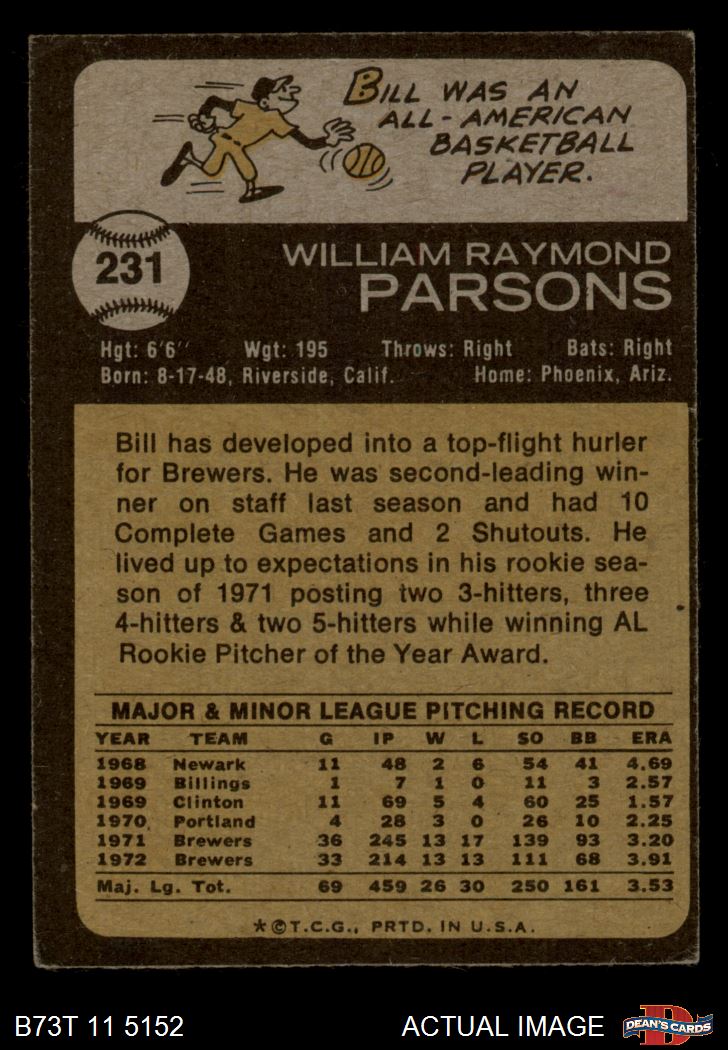 BILL WAS AN
ALL-AMERICAN
BASKETBALL
PLAYER.
231
WILLIAM RAYMOND
PARSONS
Hgt: 6'6" Wgt: 195 Throws: Right Bats: Right
Born: 8-17-48, Riverside, Calif. Home: Phoenix, Ariz.
Bill has developed into a top-flight hurler
for Brewers. He was second-leading win-
ner on staff last season and had 10
Complete Games and 2 Shutouts. He
lived up to expectations in his rookie sea-
son of 1971 posting two 3-hitters, three
4-hitters & two 5-hitters while winning AL
Rookie Pitcher of the Year Award.
MAJOR & MINOR LEAGUE PITCHING RECORD
YEAR TEAM G IP W L SO BB ERA
1968 Newark 11 48 2 6 54 41 4.69
1969 Billings 1 7 1 0 11 3 2.57
1969 Clinton 11 69 5 4 60 25 1.57
1970 Portland 4 28 3 0 26 10 2.25
1971 Brewers 36 245 13 17 139 93 3.20
1972 Brewers 33 214 13 13 111 68 3.91
Maj. Lg. Tot. 69 459 26 30 250 161 3.53
*©T.C.G., PRTD. IN U.S.A.
B73T 11 5152 ACTUAL IMAGE
D
DEAN'S CARDS